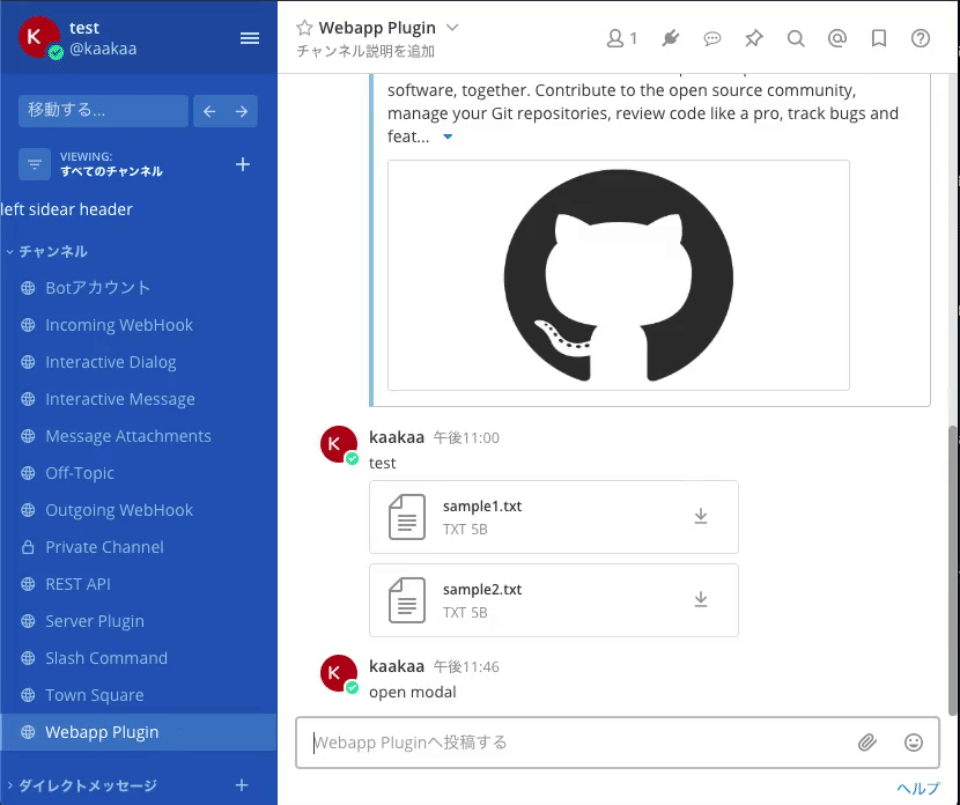 K
test
@kaakaa
移動する...
VIEWING:
すべてのチャンネル
left sidear header
チャンネル
Botアカウント
Incoming WebHook
Interactive Dialog
Interactive Message
Message Attachments
Off-Topic
Outgoing WebHook
Private Channel
REST API
Server Plugin
Slash Command
Town Square
Webapp Plugin
ダイレクトメッセージ
Webapp Plugin
チャンネル説明を追加
1
software, together. Contribute to the open source community,
manage your Git repositories, review code like a pro, track bugs and
feat...
K
kaakaa 午後11:00
test
sample1.txt
TXT 5B
sample2.txt
TXT 5B
K
kaakaa 午後11:46
open modal
Webapp Pluginへ投稿する
ヘルプ